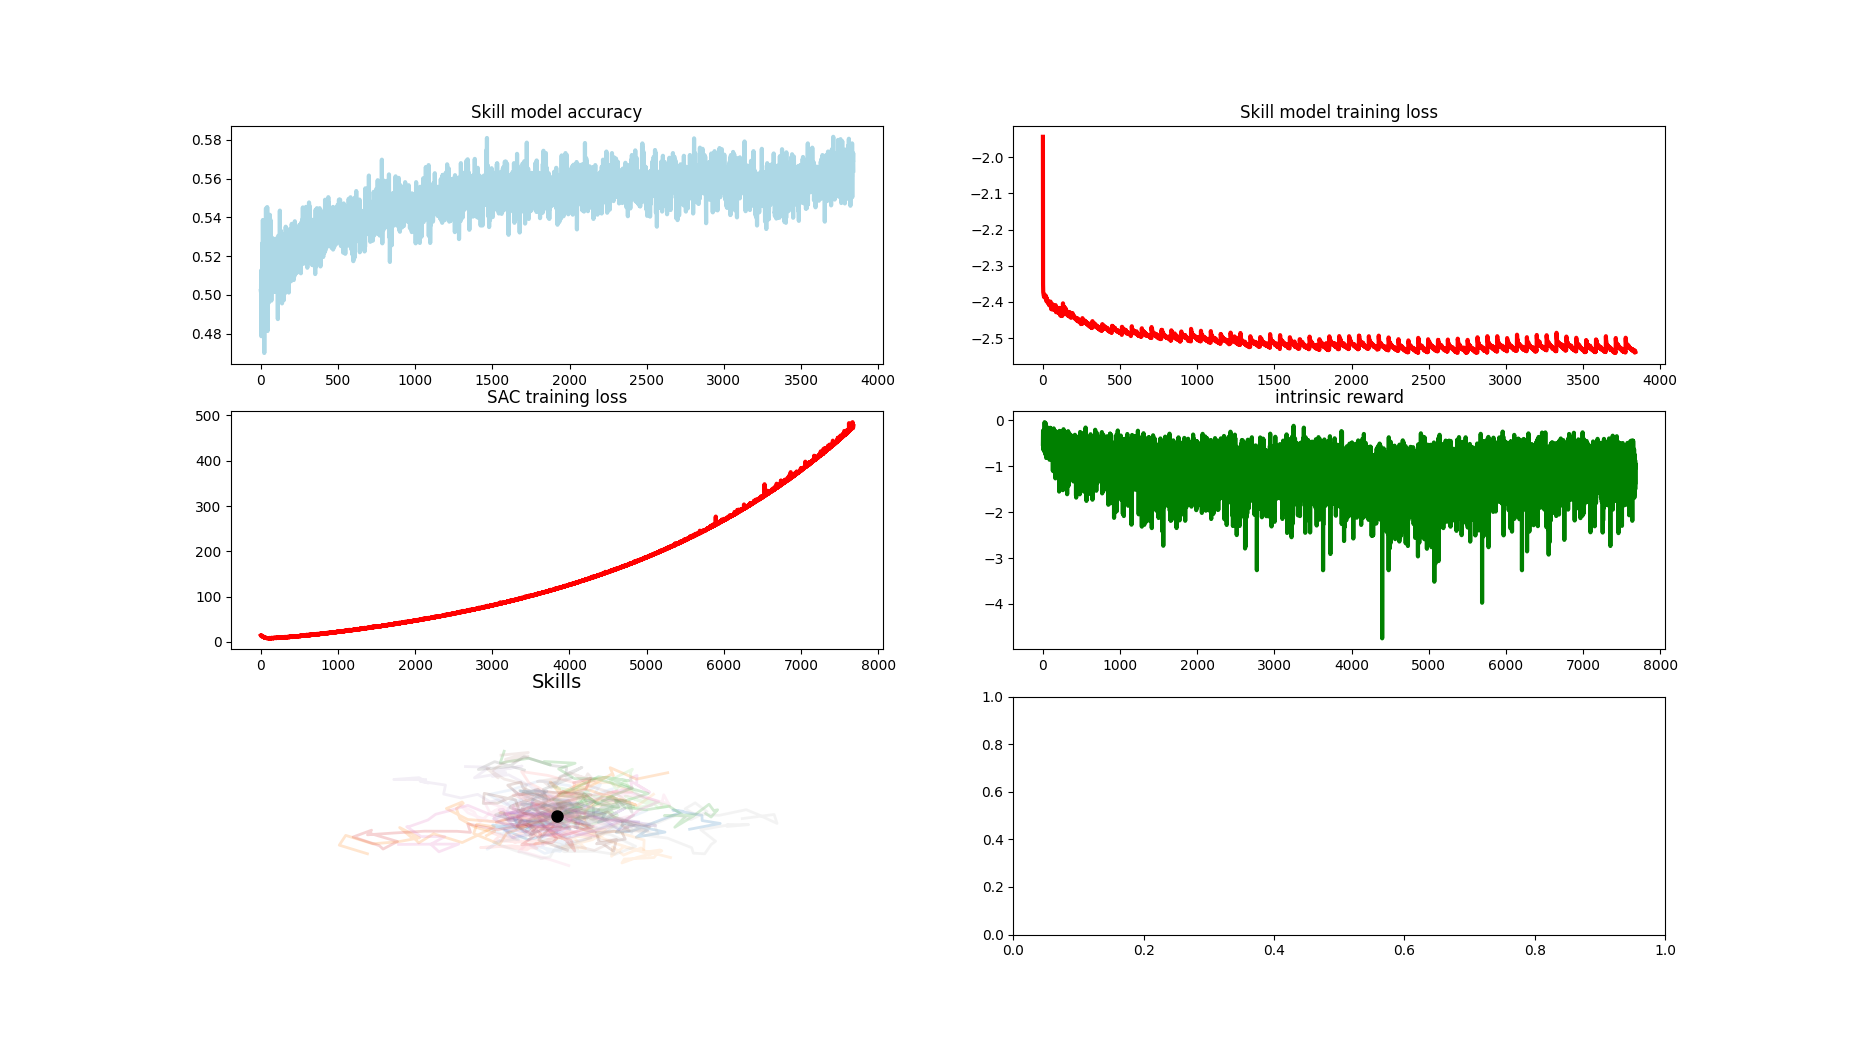 Skill model accuracy
0.58
0.56
0.54
0.52
0.50
0.48
0 500 1000 1500 2000 2500 3000 3500 4000
Skill model training loss
−2.0
−2.1
−2.2
−2.3
−2.4
−2.5
0 500 1000 1500 2000 2500 3000 3500 4000
SAC training loss
500
400
300
200
100
0
0 1000 2000 3000 4000 5000 6000 7000 8000
intrinsic reward
0
−1
−2
−3
−4
0 1000 2000 3000 4000 5000 6000 7000 8000
Skills
1.0
0.8
0.6
0.4
0.2
0.0
0.0 0.2 0.4 0.6 0.8 1.0